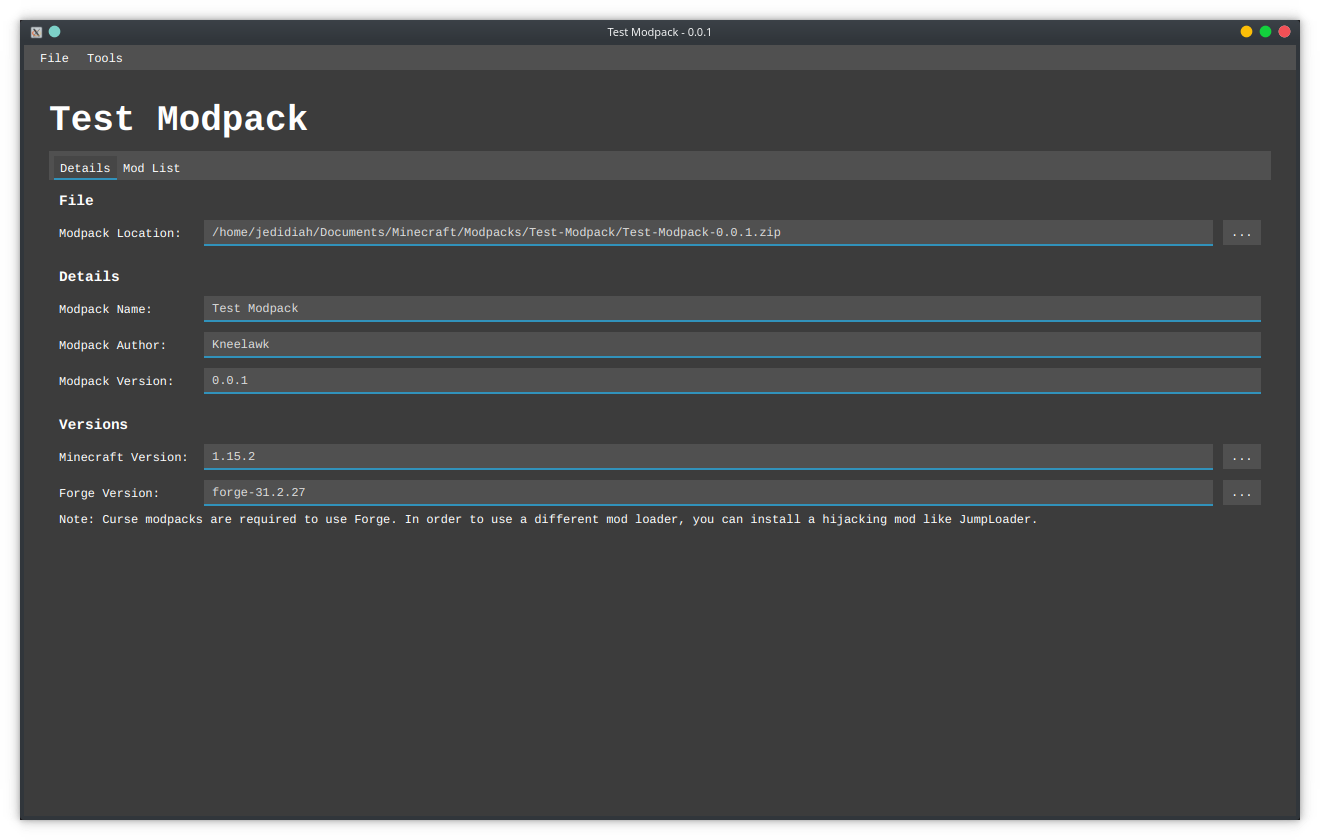 Test Modpack - 0.0.1
File Tools
Test Modpack
Details Mod List
File
Modpack Location: /home/jedidiah/Documents/Minecraft/Modpacks/Test-Modpack/Test-Modpack-0.0.1.zip ...
Details
Modpack Name: Test Modpack
Modpack Author: Kneelawk
Modpack Version: 0.0.1
Versions
Minecraft Version: 1.15.2 ...
Forge Version: forge-31.2.27 ...
Note: Curse modpacks are required to use Forge. In order to use a different mod loader, you can install a hijacking mod like JumpLoader.